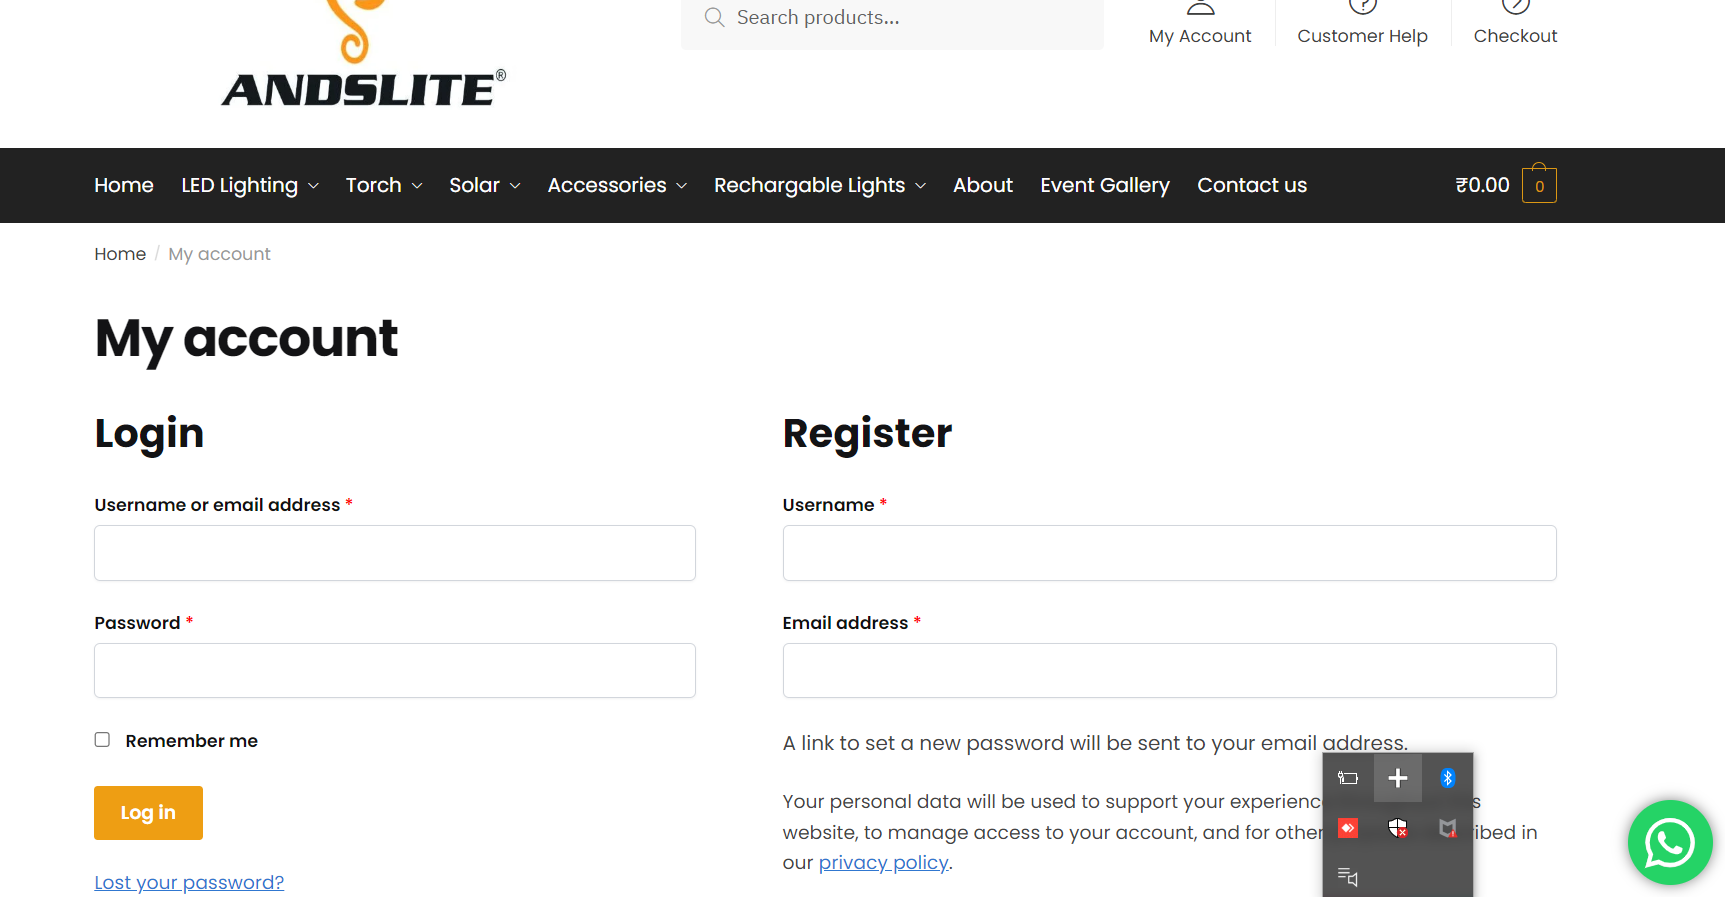 Search products...
My Account
Customer Help
Checkout
ANDSLITE®
Home LED Lighting Torch Solar Accessories Rechargable Lights About Event Gallery Contact us ₹0.00 0
Home / My account
My account
Login
Username or email address *
Password *
Remember me
Log in
Lost your password?
Register
Username *
Email address *
A link to set a new password will be sent to your email address.
Your personal data will be used to support your experienc s
website, to manage access to your account, and for other ribed in
our privacy policy.